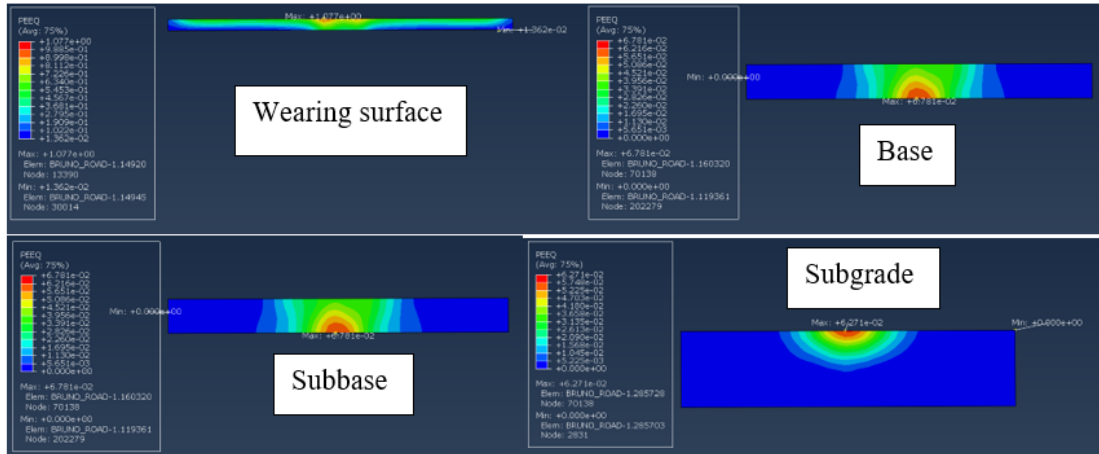 PEEQ
(Avg: 75%)
+1.077e+00
+9.885e-01
+8.998e-01
+8.112e-01
+7.226e-01
+6.340e-01
+5.453e-01
+4.567e-01
+3.681e-01
+2.795e-01
+1.909e-01
+1.022e-01
+1.362e-02
Max: +1.077e+00
Elem: BRUNO_ROAD-1.14920
Node: 13390
Min: +1.362e-02
Elem: BRUNO_ROAD-1.14945
Node: 30014
Max: +1.077e+00
Min: +1.362e-02
Wearing surface
PEEQ
(Avg: 75%)
+6.781e-02
+6.216e-02
+5.651e-02
+5.086e-02
+4.521e-02
+3.956e-02
+3.391e-02
+2.826e-02
+2.260e-02
+1.695e-02
+1.130e-02
+5.651e-03
+0.000e+00
Max: +6.781e-02
Elem: BRUNO_ROAD-1.160320
Node: 70138
Min: +0.000e+00
Elem: BRUNO_ROAD-1.119361
Node: 202279
Min: +0.000e+00
Max: +6.781e-02
Base
PEEQ
(Avg: 75%)
+6.781e-02
+6.216e-02
+5.651e-02
+5.086e-02
+4.521e-02
+3.956e-02
+3.391e-02
+2.826e-02
+2.260e-02
+1.695e-02
+1.130e-02
+5.651e-03
+0.000e+00
Max: +6.781e-02
Elem: BRUNO_ROAD-1.160320
Node: 70138
Min: +0.000e+00
Elem: BRUNO_ROAD-1.119361
Node: 202279
Min: +0.000e+00
Max: +6.781e-02
Subbase
PEEQ
(Avg: 75%)
+6.271e-02
+5.748e-02
+5.225e-02
+4.703e-02
+4.180e-02
+3.658e-02
+3.135e-02
+2.613e-02
+2.090e-02
+1.568e-02
+1.045e-02
+5.225e-03
+0.000e+00
Max: +6.271e-02
Elem: BRUNO_ROAD-1.285728
Node: 70138
Min: +0.000e+00
Elem: BRUNO_ROAD-1.285703
Node: 2831
Subgrade
Max: +6.271e-02
Min: +0.000e+00